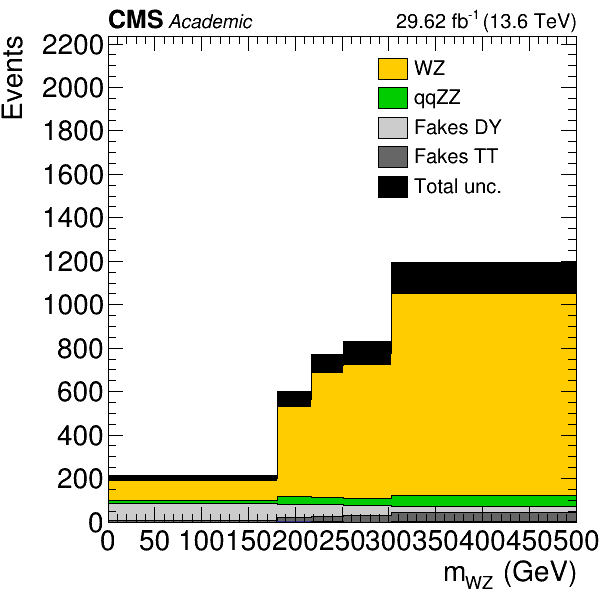 CMS Academic 29.62 fb-1 (13.6 TeV)
Events
2200
2000
1800
1600
1400
1200
1000
800
600
400
200
0
WZ
qqZZ
Fakes DY
Fakes TT
Total unc.
0 50 100 150 200 250 300 350 400 450 500
mWZ (GeV)